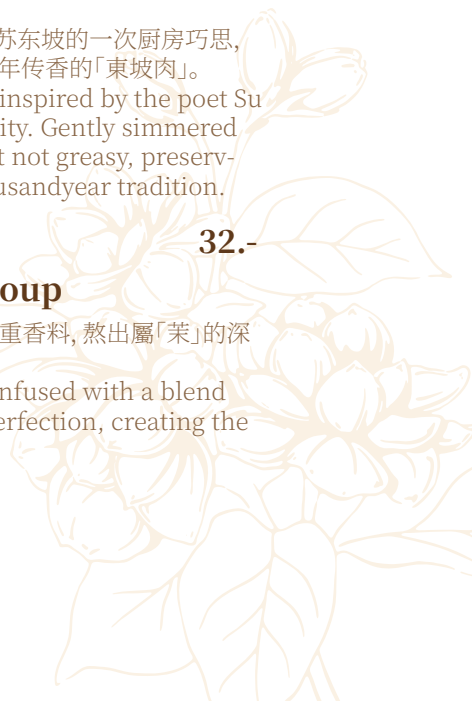 苏东坡的一次厨房巧思,
年传香的「東坡肉」。
inspired by the poet Su
ity. Gently simmered
t not greasy, preserv-
usandyear tradition.
32.-
oup
重香料, 熬出屬「茉」的深
nfused with a blend
erfection, creating the